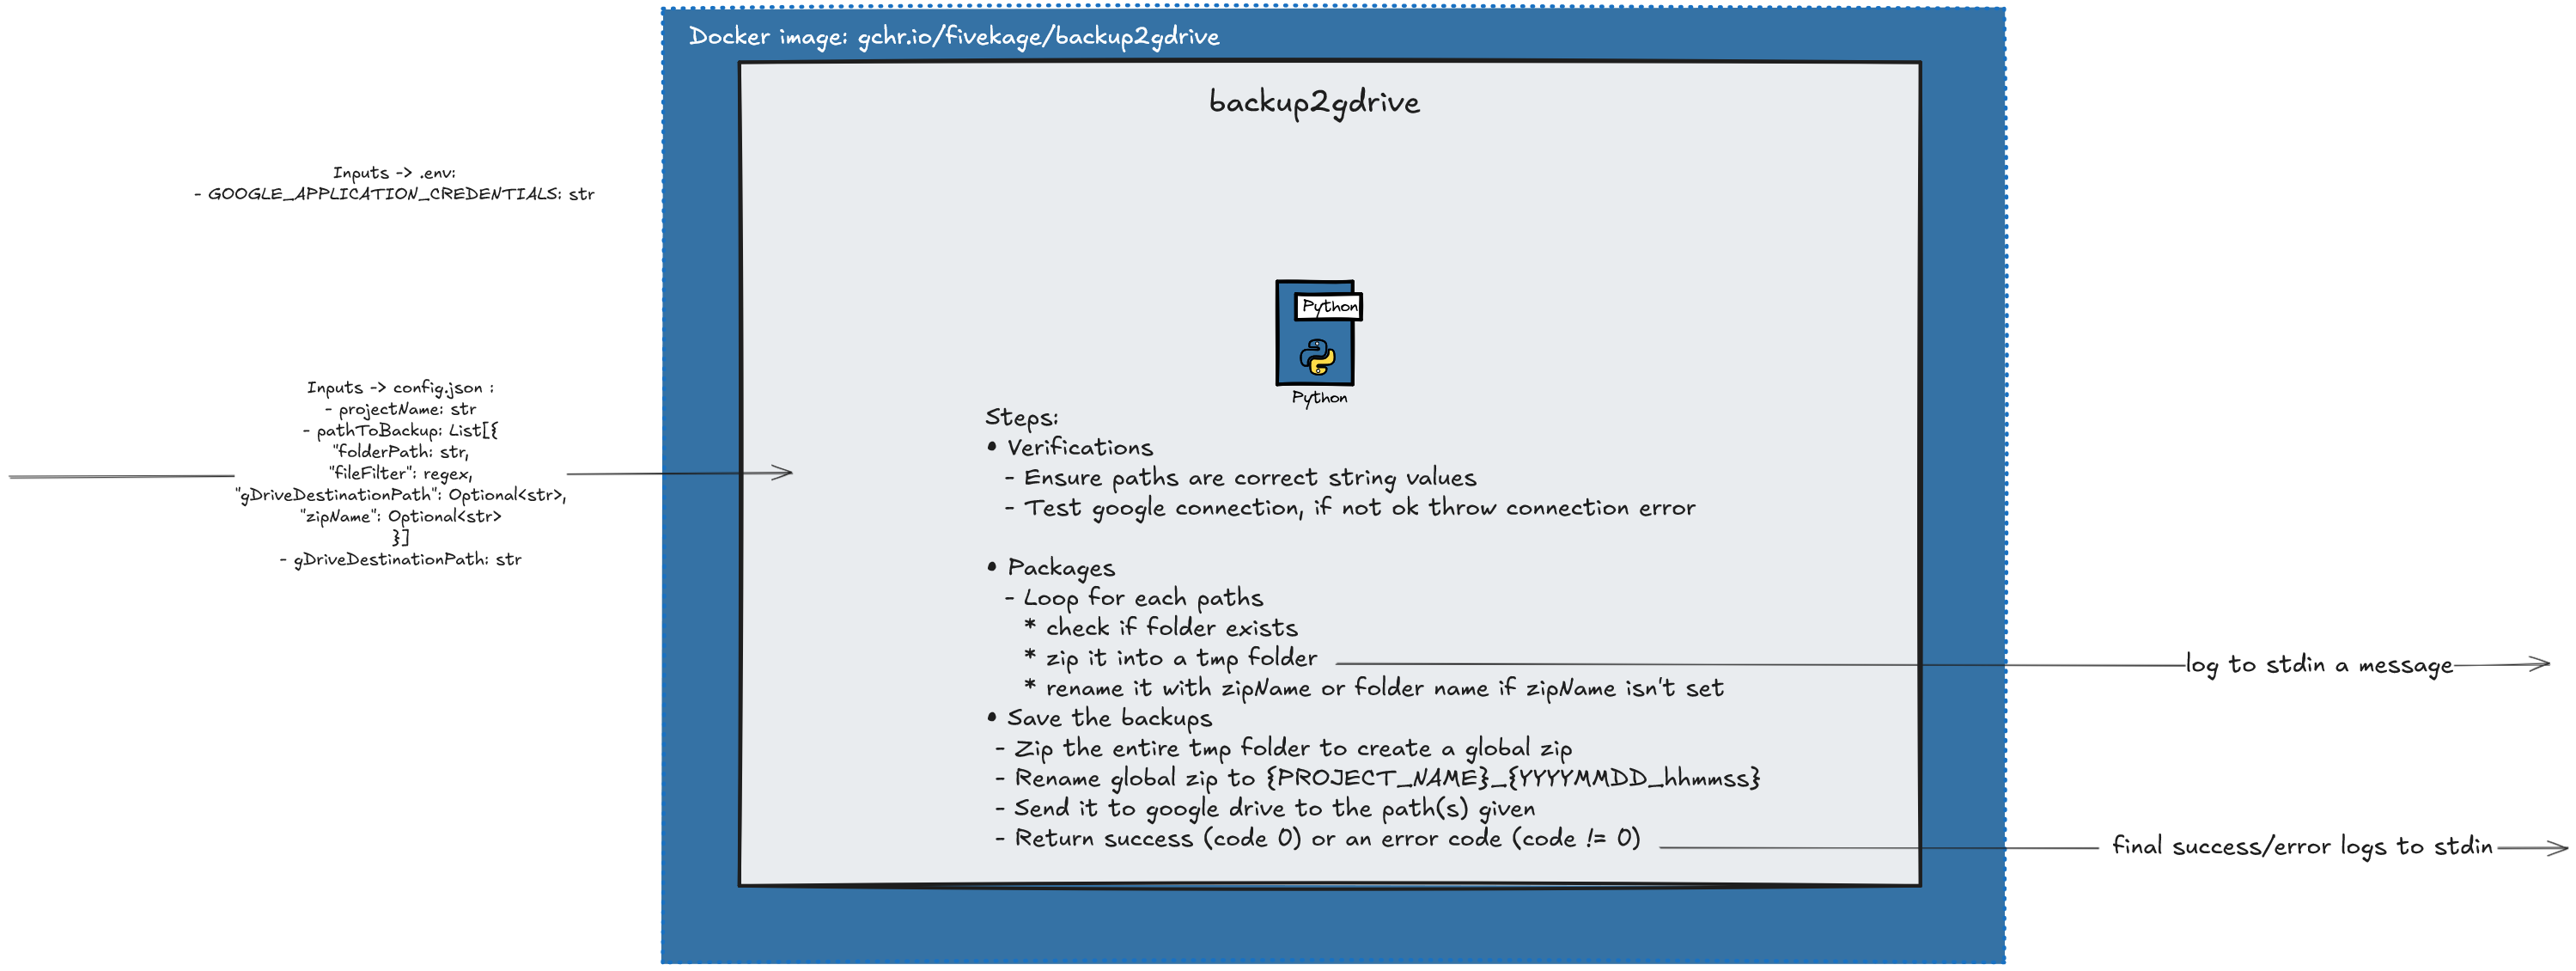 Docker image: gchr.io/fivekage/backup2gdrive
backup2gdrive
Inputs -> .env:
- GOOGLE_APPLICATION_CREDENTIALS: str
Inputs -> config.json :
- projectName: str
- pathToBackup: List[{
"folderPath: str,
"fileFilter": regex,
"gDriveDestinationPath": Optional<str>,
"zipName": Optional<str>
}]
- gDriveDestinationPath: str
Python
Python
Steps:
• Verifications
- Ensure paths are correct string values
- Test google connection, if not ok throw connection error
• Packages
- Loop for each paths
* check if folder exists
* zip it into a tmp folder
* rename it with zipName or folder name if zipName isn't set
• Save the backups
- Zip the entire tmp folder to create a global zip
- Rename global zip to {PROJECT_NAME}_{YYYYMMDD_hhmmss}
- Send it to google drive to the path(s) given
- Return success (code 0) or an error code (code != 0)
log to stdin a message
final success/error logs to stdin